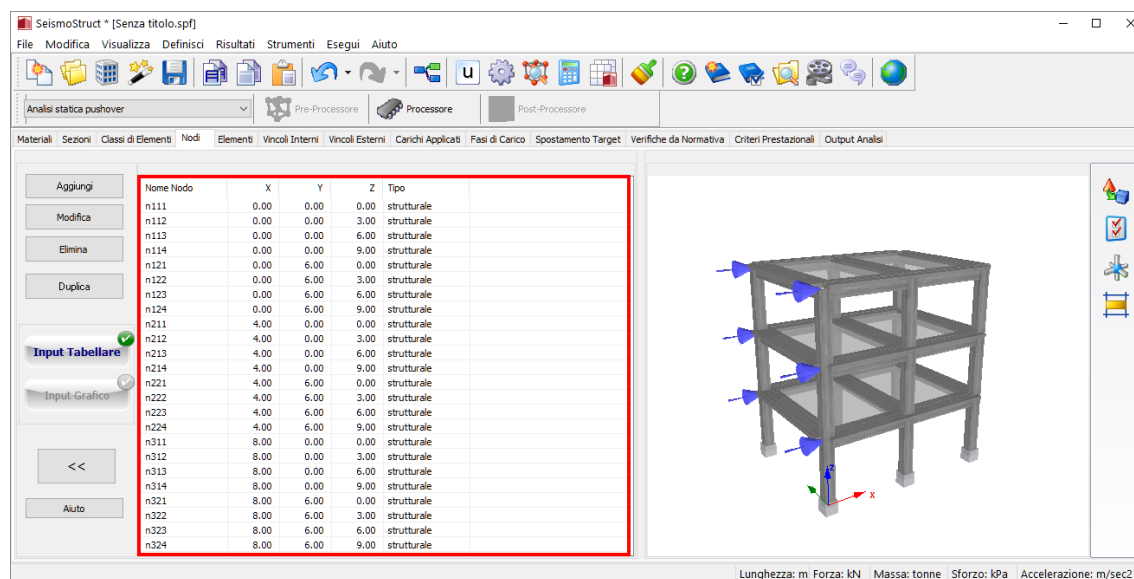 SeismoStruct * [Senza titolo.spf]
File Modifica Visualizza Definisci Risultati Strumenti Esegui Aiuto
u
Analisi statica pushover
Pre-Processore
Processore
Post-Processore
Materiali Sezioni Classi di Elementi Nodi Elementi Vincoli Interni Vincoli Esterni Carichi Applicati Fasi di Carico Spostamento Target Verifiche da Normativa Criteri Prestazionali Output Analisi
Aggiungi
Modifica
Elimina
Duplica
Input Tabellare
Input Grafico
<<
Aiuto
Nome Nodo X Y Z Tipo
n111 0.00 0.00 0.00 strutturale
n112 0.00 0.00 3.00 strutturale
n113 0.00 0.00 6.00 strutturale
n114 0.00 0.00 9.00 strutturale
n121 0.00 6.00 0.00 strutturale
n122 0.00 6.00 3.00 strutturale
n123 0.00 6.00 6.00 strutturale
n124 0.00 6.00 9.00 strutturale
n211 4.00 0.00 0.00 strutturale
n212 4.00 0.00 3.00 strutturale
n213 4.00 0.00 6.00 strutturale
n214 4.00 0.00 9.00 strutturale
n221 4.00 6.00 0.00 strutturale
n222 4.00 6.00 3.00 strutturale
n223 4.00 6.00 6.00 strutturale
n224 4.00 6.00 9.00 strutturale
n311 8.00 0.00 0.00 strutturale
n312 8.00 0.00 3.00 strutturale
n313 8.00 0.00 6.00 strutturale
n314 8.00 0.00 9.00 strutturale
n321 8.00 6.00 0.00 strutturale
n322 8.00 6.00 3.00 strutturale
n323 8.00 6.00 6.00 strutturale
n324 8.00 6.00 9.00 strutturale
z
x
Lunghezza: m Forza: kN Massa: tonne Sforzo: kPa Accelerazione: m/sec2